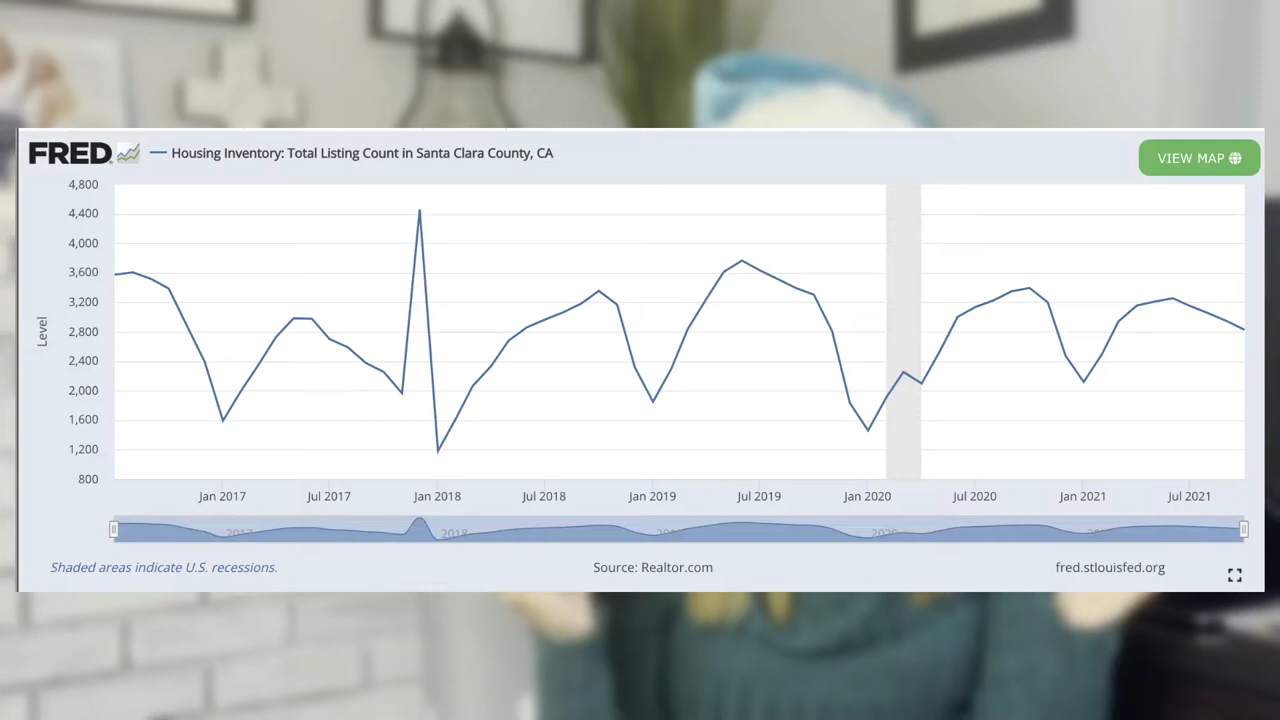 FRED
Housing Inventory: Total Listing Count in Santa Clara County, CA
VIEW MAP
4,800
4,400
4,000
3,600
3,200
2,800
2,400
2,000
1,600
1,200
800
Level
Jan 2017 Jul 2017 Jan 2018 Jul 2018 Jan 2019 Jul 2019 Jan 2020 Jul 2020 Jan 2021 Jul 2021
2017 2018 2020
Shaded areas indicate U.S. recessions. Source: Realtor.com fred.stlouisfed.org